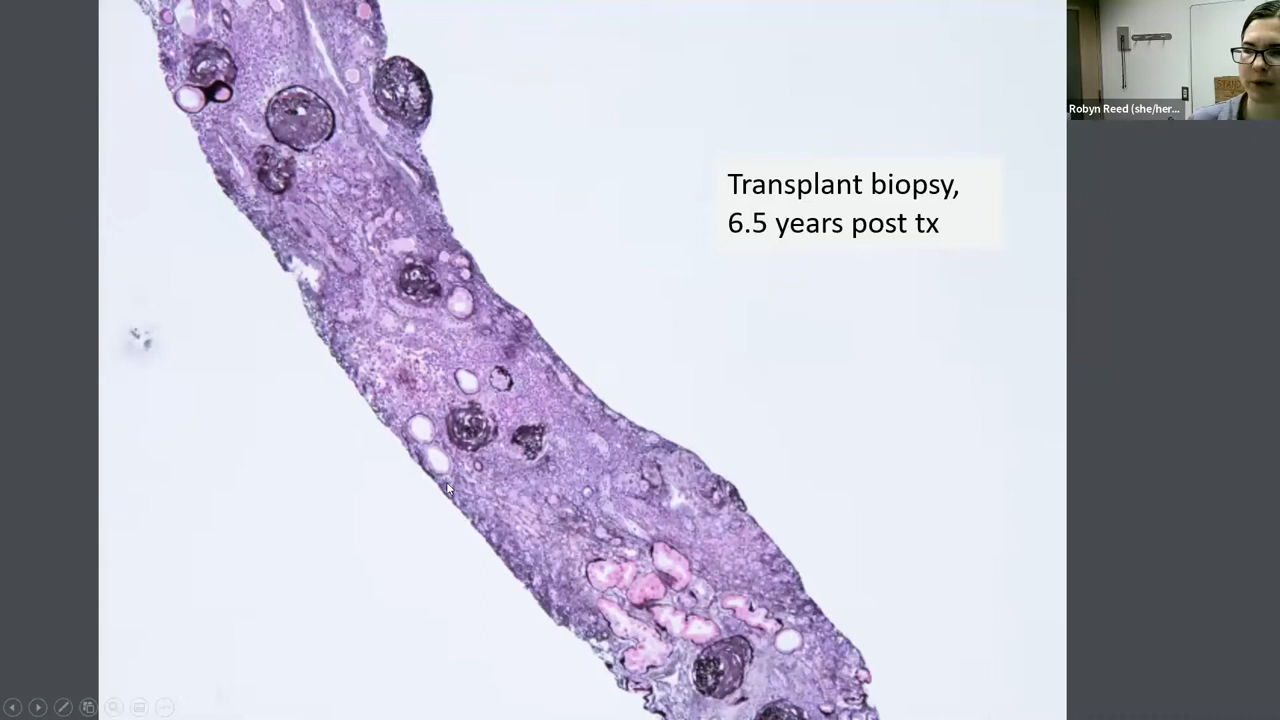 Transplant biopsy,
6.5 years post tx
Robyn Reed (she/her...